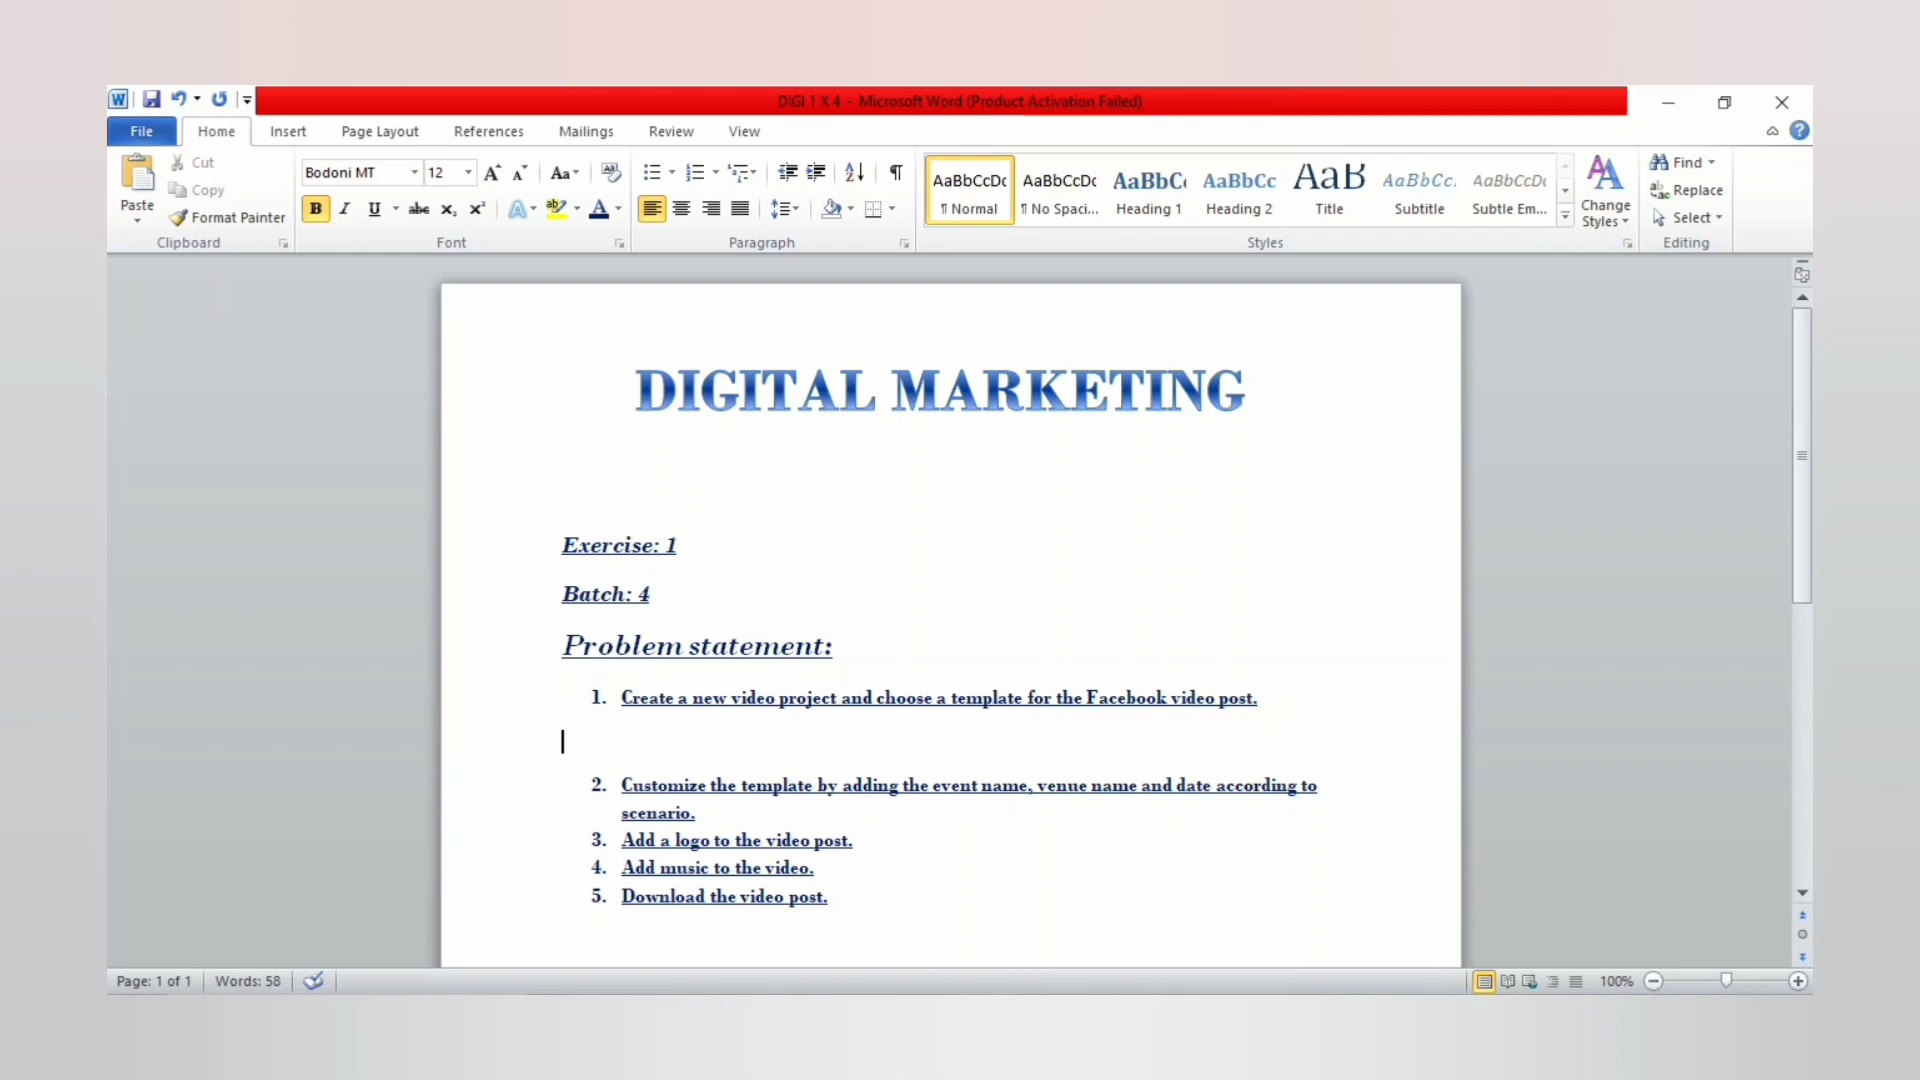 DIGI 1 X 4 - Microsoft Word (Product Activation Failed)
File Home Insert Page Layout References Mailings Review View
Paste
Cut
Copy
Format Painter
Clipboard
Bodoni MT 12
Font
Paragraph
AaBbCcDc AaBbCcDc AaBbC AaBbCc AaB AaBbCc. AaBbCcDc
¶ Normal ¶ No Spaci... Heading 1 Heading 2 Title Subtitle Subtle Em...
Change
Styles
Styles
Find
Replace
Select
Editing
DIGITAL MARKETING
Exercise: 1
Batch: 4
Problem statement:
1. Create a new video project and choose a template for the Facebook video post.
2. Customize the template by adding the event name, venue name and date according to
scenario.
3. Add a logo to the video post.
4. Add music to the video.
5. Download the video post.
Page: 1 of 1 Words: 58 100%